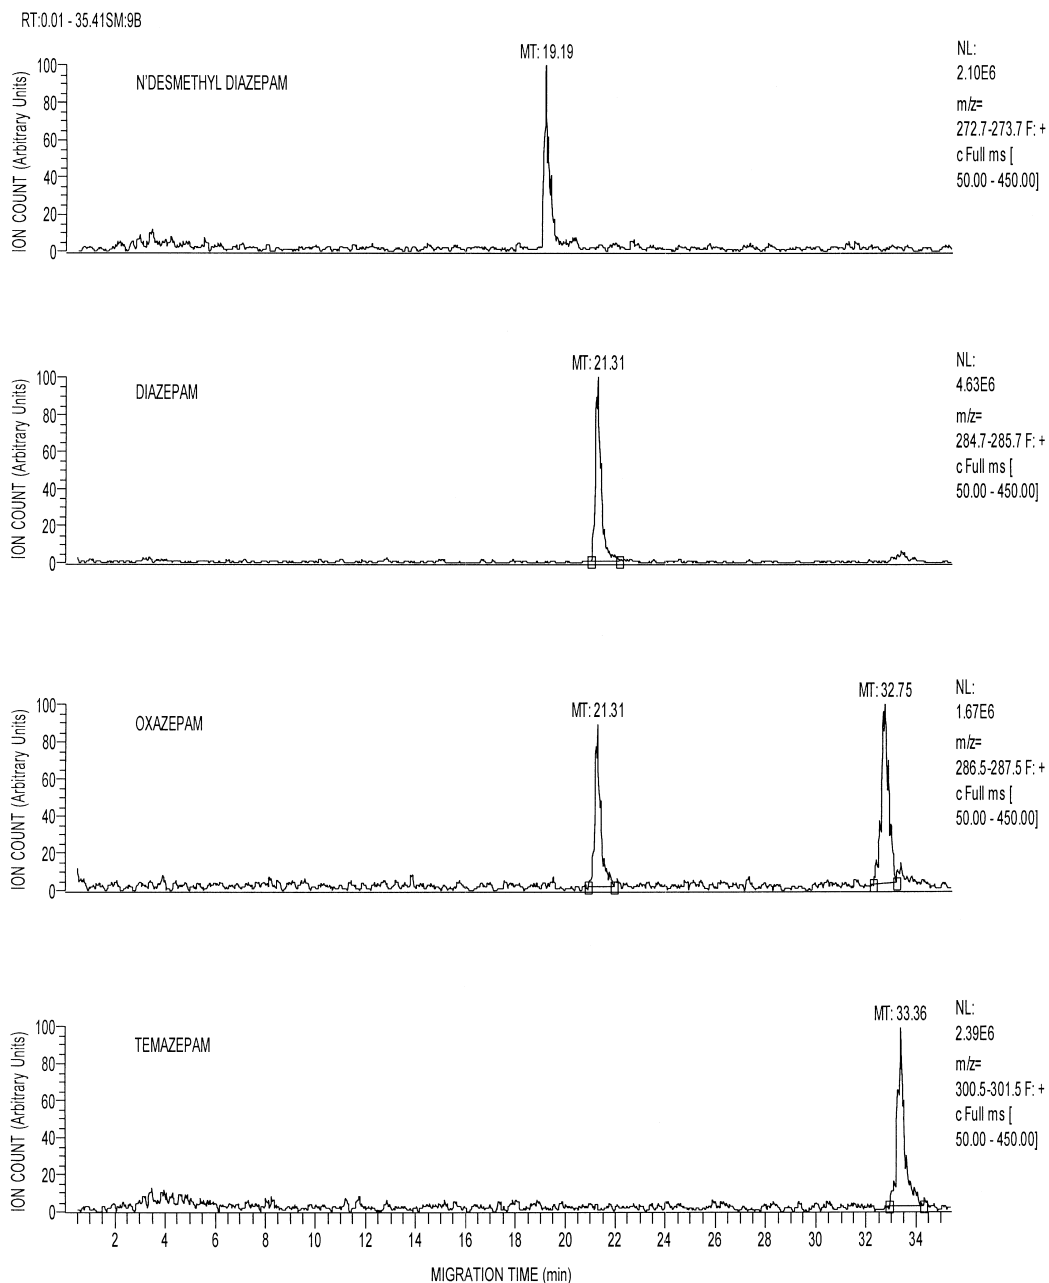 RT:0.01 - 35.41SM:9B
MT: 19.19
N'DESMETHYL DIAZEPAM
ION COUNT (Arbitrary Units)
100
80
60
40
20
0
NL:
2.10E6
m/z=
272.7-273.7 F: +
c Full ms [
50.00 - 450.00]
MT: 21.31
DIAZEPAM
ION COUNT (Arbitrary Units)
100
80
60
40
20
0
NL:
4.63E6
m/z=
284.7-285.7 F: +
c Full ms [
50.00 - 450.00]
MT: 21.31
MT: 32.75
OXAZEPAM
ION COUNT (Arbitrary Units)
100
80
60
40
20
0
NL:
1.67E6
m/z=
286.5-287.5 F: +
c Full ms [
50.00 - 450.00]
MT: 33.36
TEMAZEPAM
ION COUNT (Arbitrary Units)
100
80
60
40
20
0
NL:
2.39E6
m/z=
300.5-301.5 F: +
c Full ms [
50.00 - 450.00]
2 4 6 8 10 12 14 16 18 20 22 24 26 28 30 32 34
MIGRATION TIME (min)